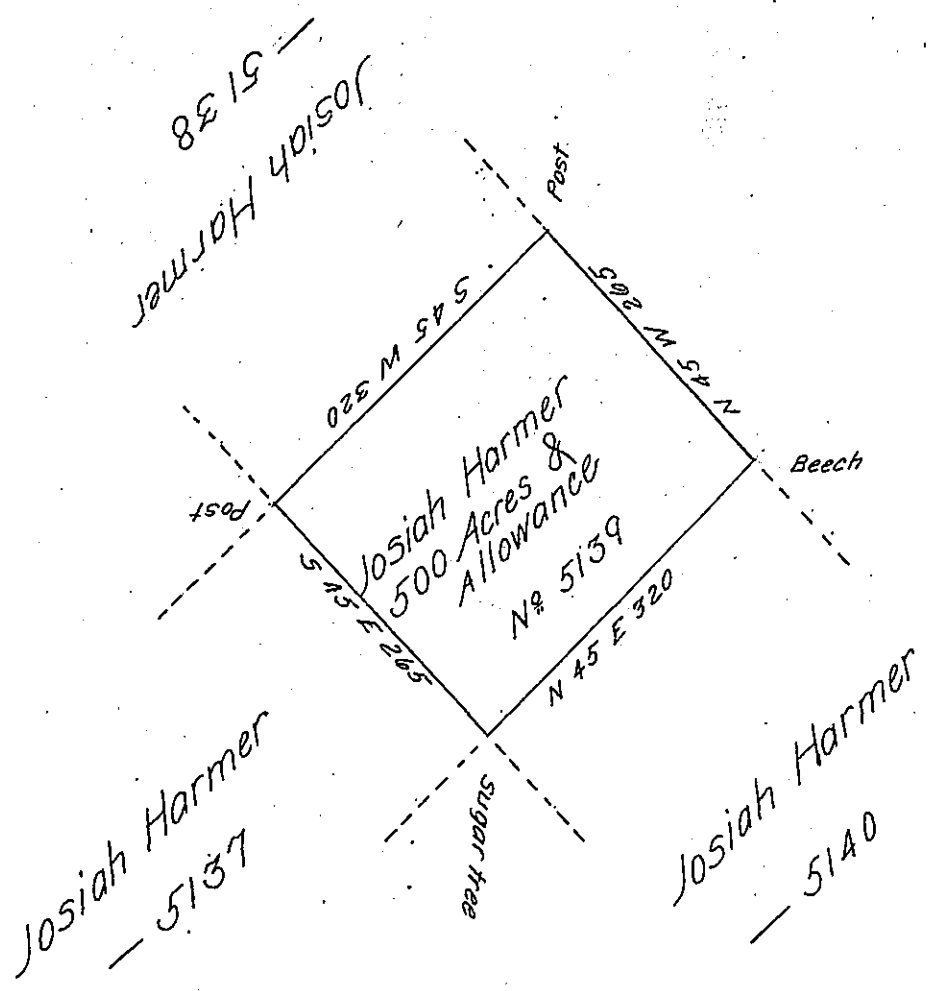 — 5138
Josiah Harmer
Post
S 45 W 320
N 45 W 265
Beech
Post
Josiah Harmer
500 Acres &
Allowance
No 5139
S 45 E 265
N 45 E 320
Sugar tree
Josiah Harmer
— 5137
Josiah Harmer
— 5140